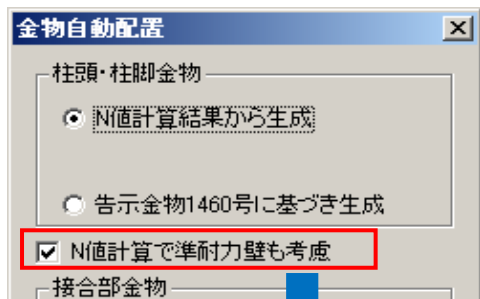 金物自動配置
柱頭・柱脚金物
N値計算結果から生成
告示金物1460号に基づき生成
N値計算で準耐力壁も考慮
接合部金物